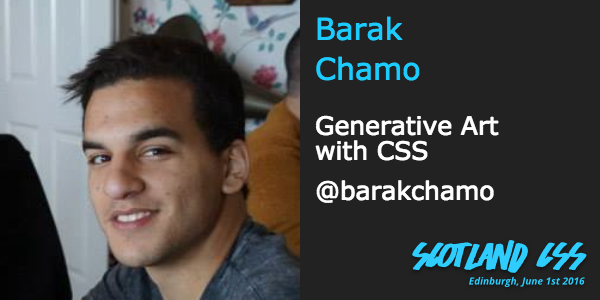 Barak
Chamo
Generative Art
with CSS
@barakchamo
SCOTLAND CSS
Edinburgh, June 1st 2016